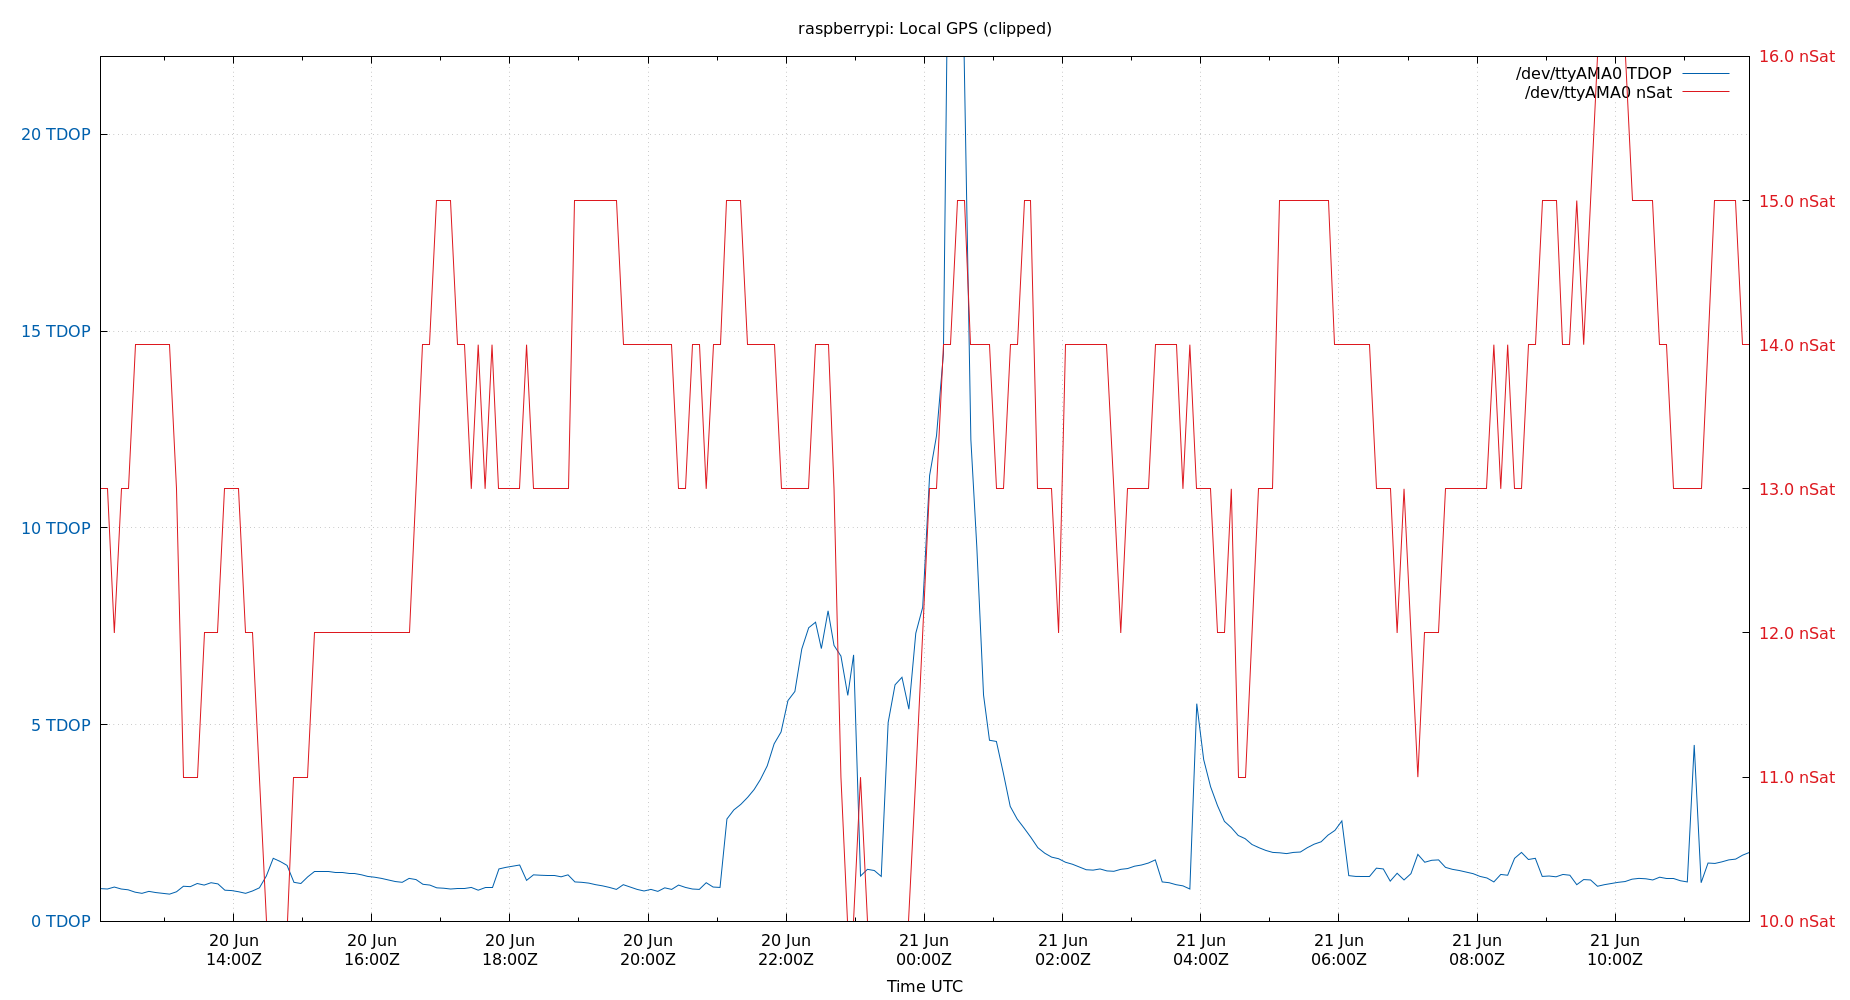 raspberrypi: Local GPS (clipped)
/dev/ttyAMA0 TDOP
/dev/ttyAMA0 nSat
20 TDOP
15 TDOP
10 TDOP
5 TDOP
0 TDOP
16.0 nSat
15.0 nSat
14.0 nSat
13.0 nSat
12.0 nSat
11.0 nSat
10.0 nSat
20 Jun
14:00Z
20 Jun
16:00Z
20 Jun
18:00Z
20 Jun
20:00Z
20 Jun
22:00Z
21 Jun
00:00Z
21 Jun
02:00Z
21 Jun
04:00Z
21 Jun
06:00Z
21 Jun
08:00Z
21 Jun
10:00Z
Time UTC